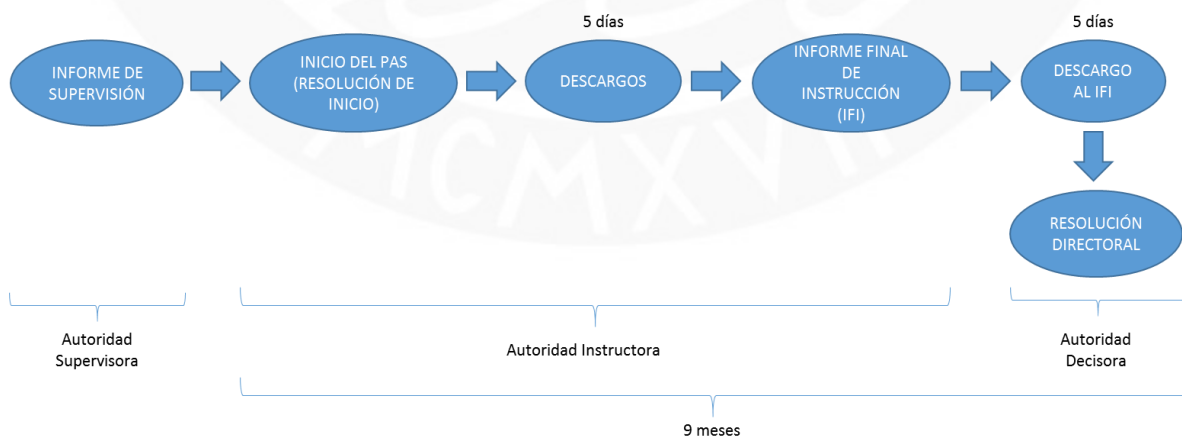 5 días
5 días
INFORME DE
SUPERVISIÓN
INICIO DEL PAS
(RESOLUCIÓN DE
INICIO)
DESCARGOS
INFORME FINAL
DE
INSTRUCCIÓN
(IFI)
DESCARGO
AL IFI
RESOLUCIÓN
DIRECTORAL
MCMXVII
Autoridad
Supervisora
Autoridad Instructora
Autoridad
Decisora
9 meses